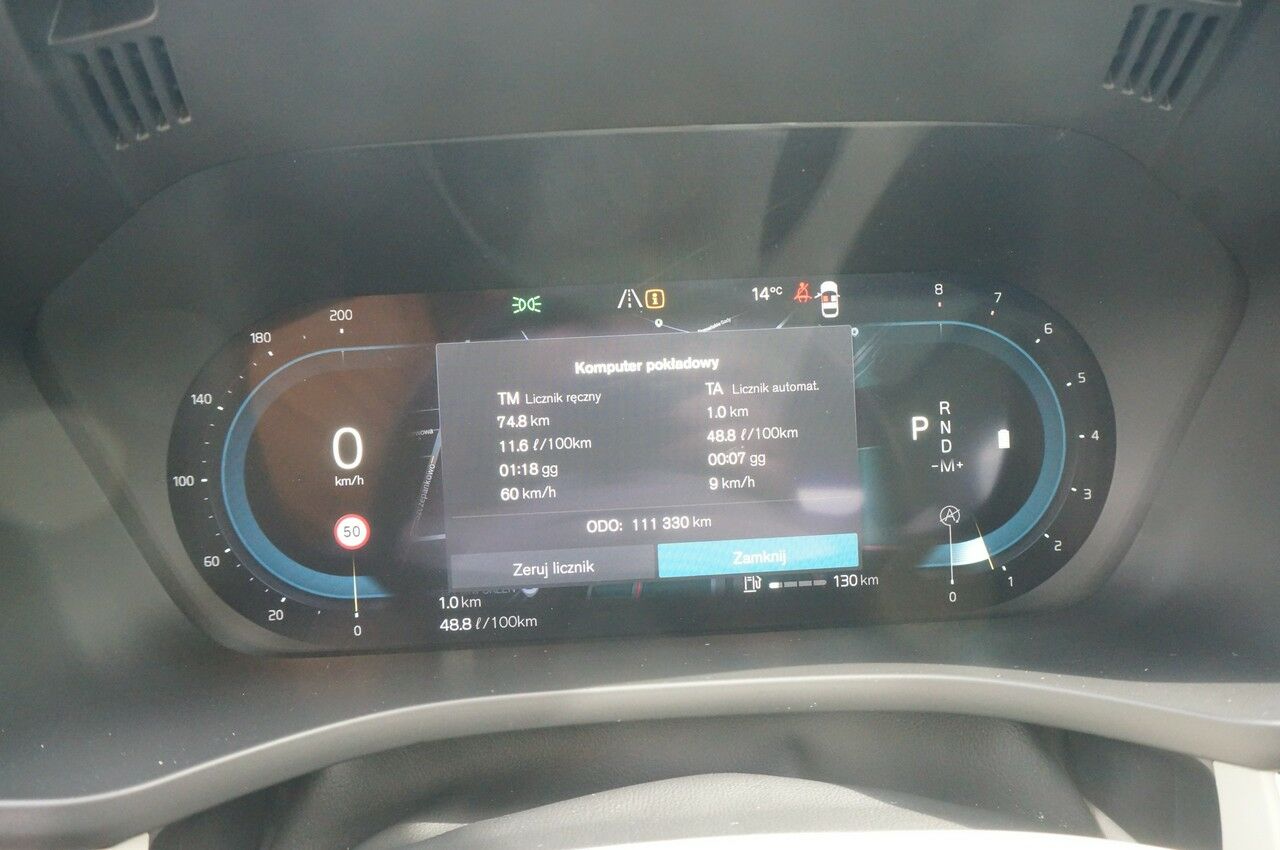 14°C
Komputer pokładowy
TM Licznik ręczny
74.8 km
11.6 ℓ/100km
01:18 gg
60 km/h
TA Licznik automat.
1.0 km
48.8 ℓ/100km
00:07 gg
9 km/h
ODO: 111 330 km
Zeruj licznik
Zamknij
200
180
140
100
60
20
0
0
km/h
50
8
7
6
5
4
3
2
1
0
P
R
N
D
-M+
A
130 km
1.0 km
48.8 ℓ/100km